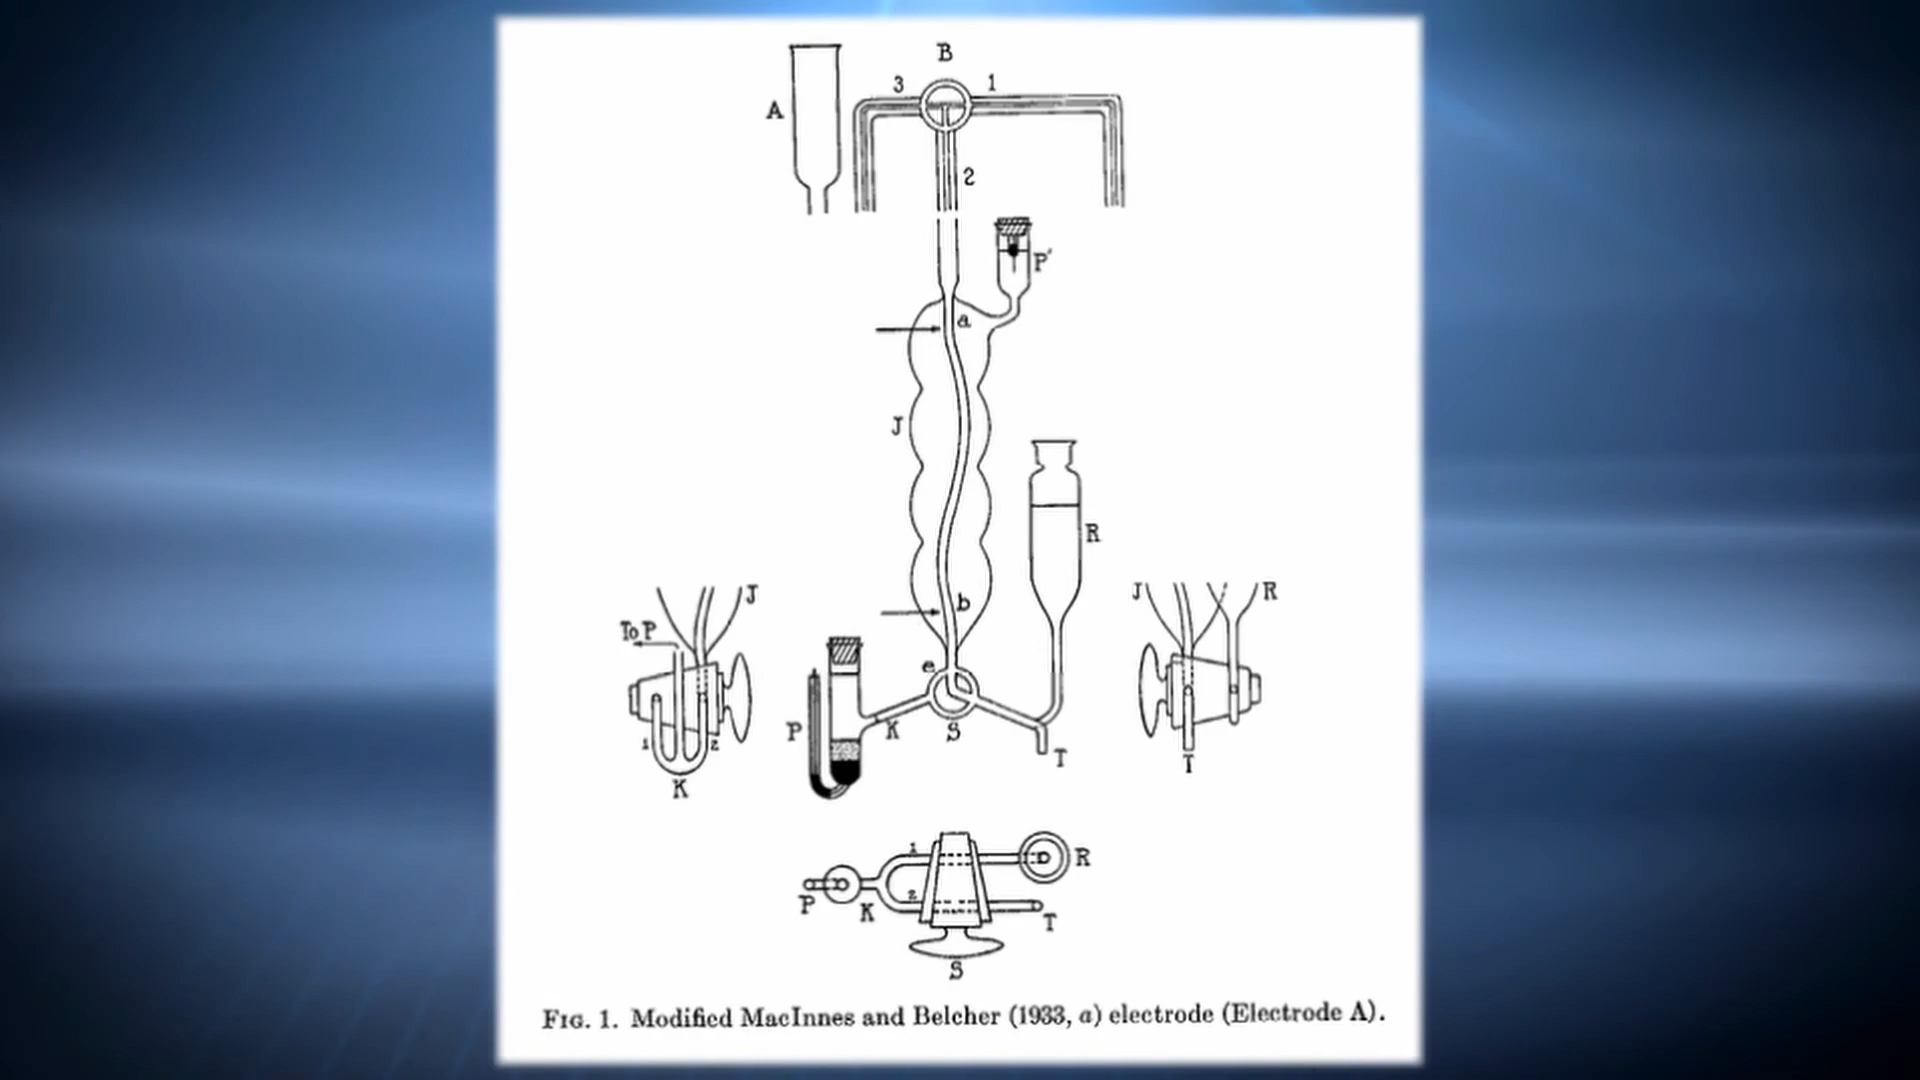 B
3 1
A
2
P'
a
J
R
b
J
To P
J R
e
P K S T
1 2
K
T
1
R
P K 2 T
S
FIG. 1. Modified MacInnes and Belcher (1933, a) electrode (Electrode A).